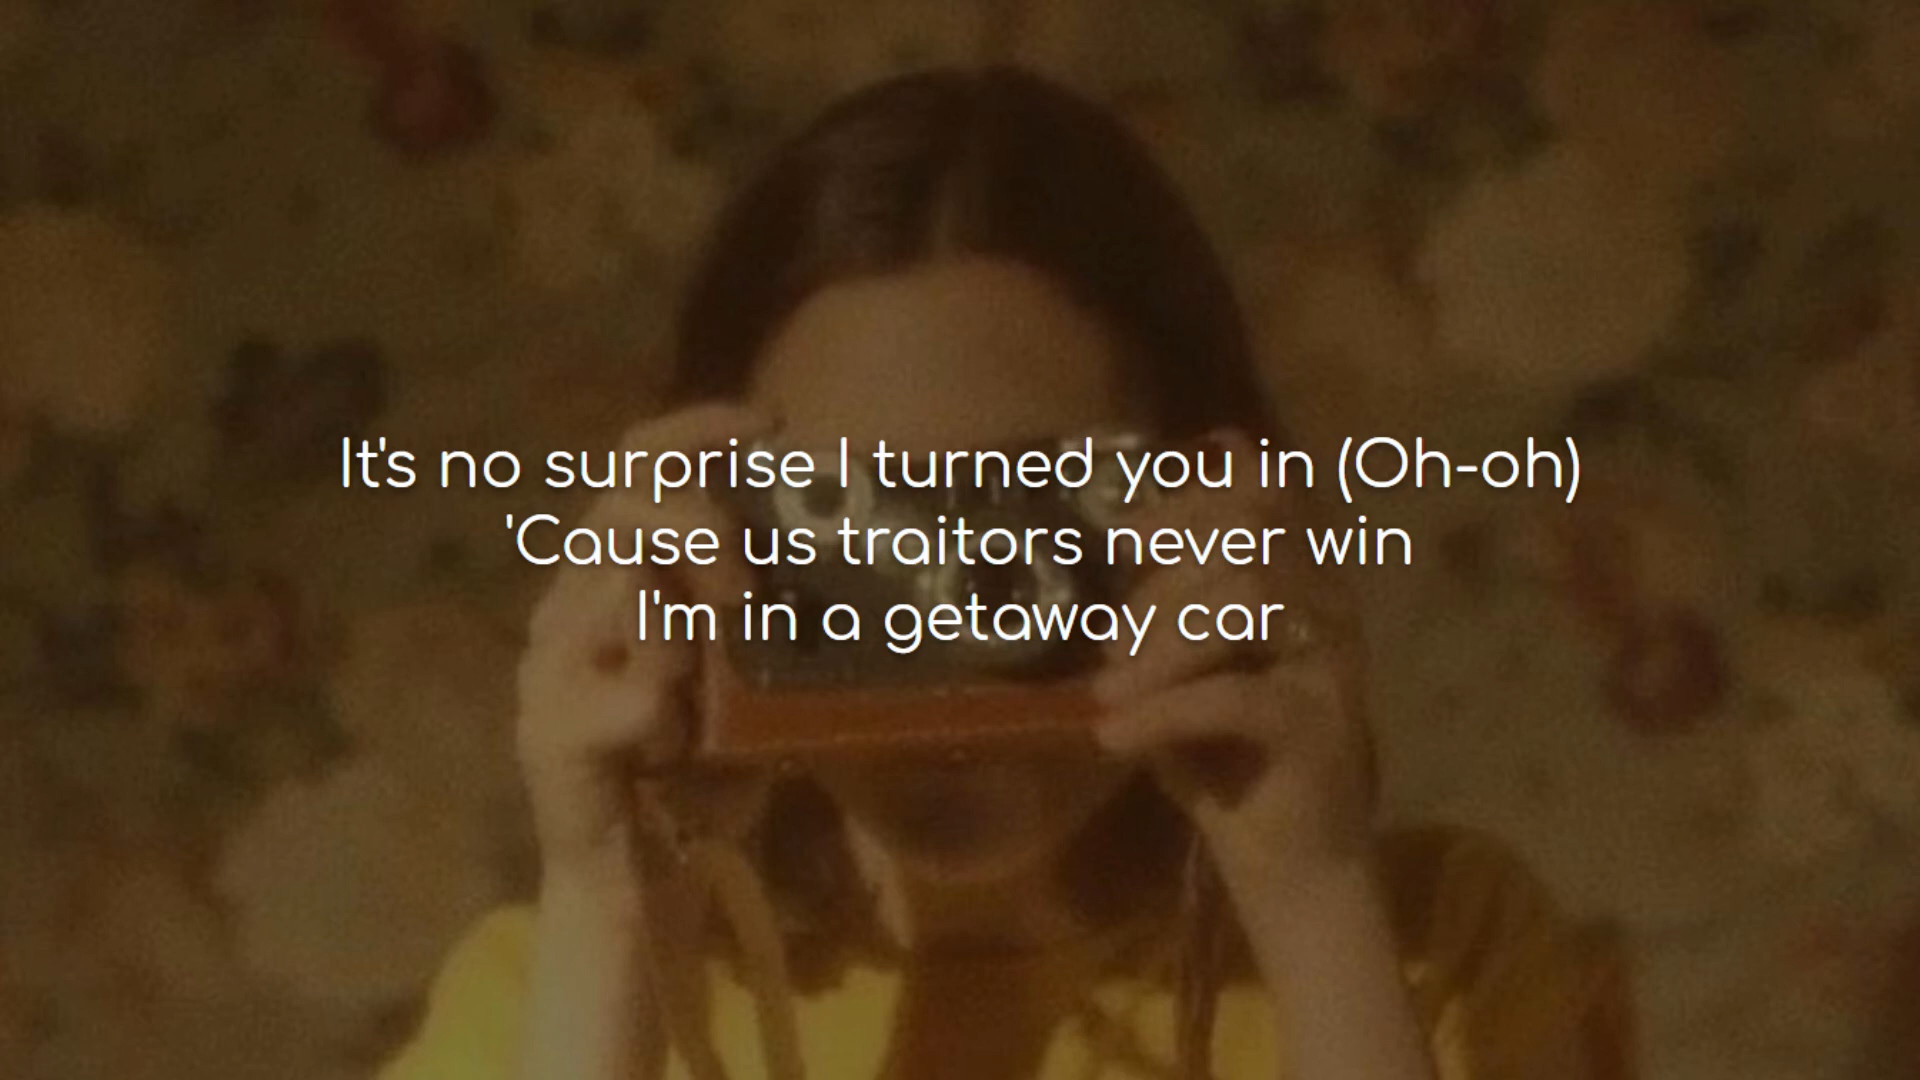 It's no surprise I turned you in (Oh-oh)
'Cause us traitors never win
I'm in a getaway car